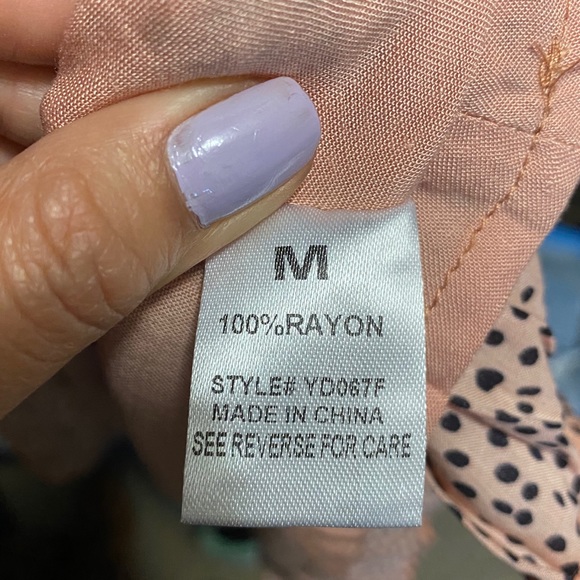 M
100%RAYON
STYLE# YD067F
MADE IN CHINA
SEE REVERSE FOR CARE